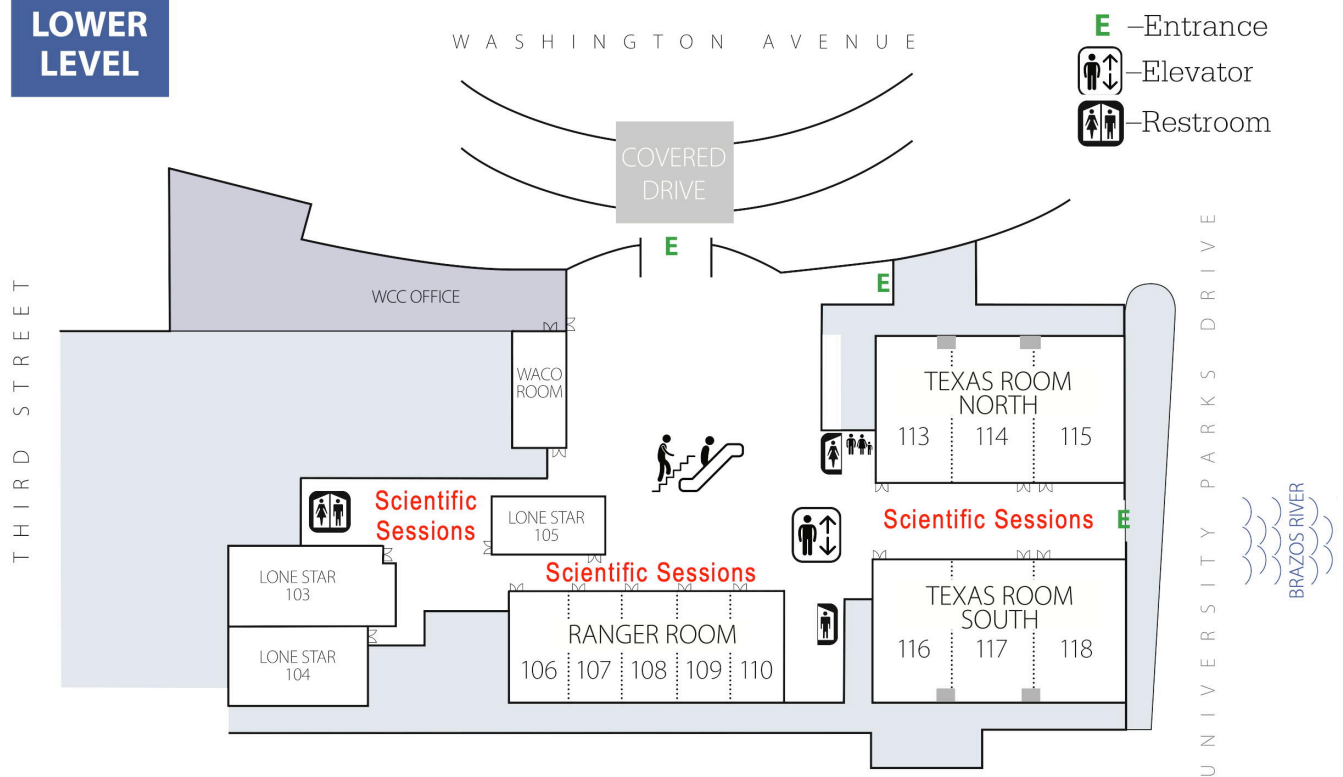 LOWER
LEVEL
WASHINGTON AVENUE
E –Entrance
–Elevator
–Restroom
COVERED
DRIVE
E
WCC OFFICE
E
THIRD STREET
UNIVERSITY PARKS DRIVE
BRAZOS RIVER
WACO
ROOM
TEXAS ROOM
NORTH
113 114 115
Scientific
Sessions
LONE STAR
105
Scientific Sessions E
LONE STAR
103
Scientific Sessions
TEXAS ROOM
SOUTH
116 117 118
RANGER ROOM
106 107 108 109 110
LONE STAR
104